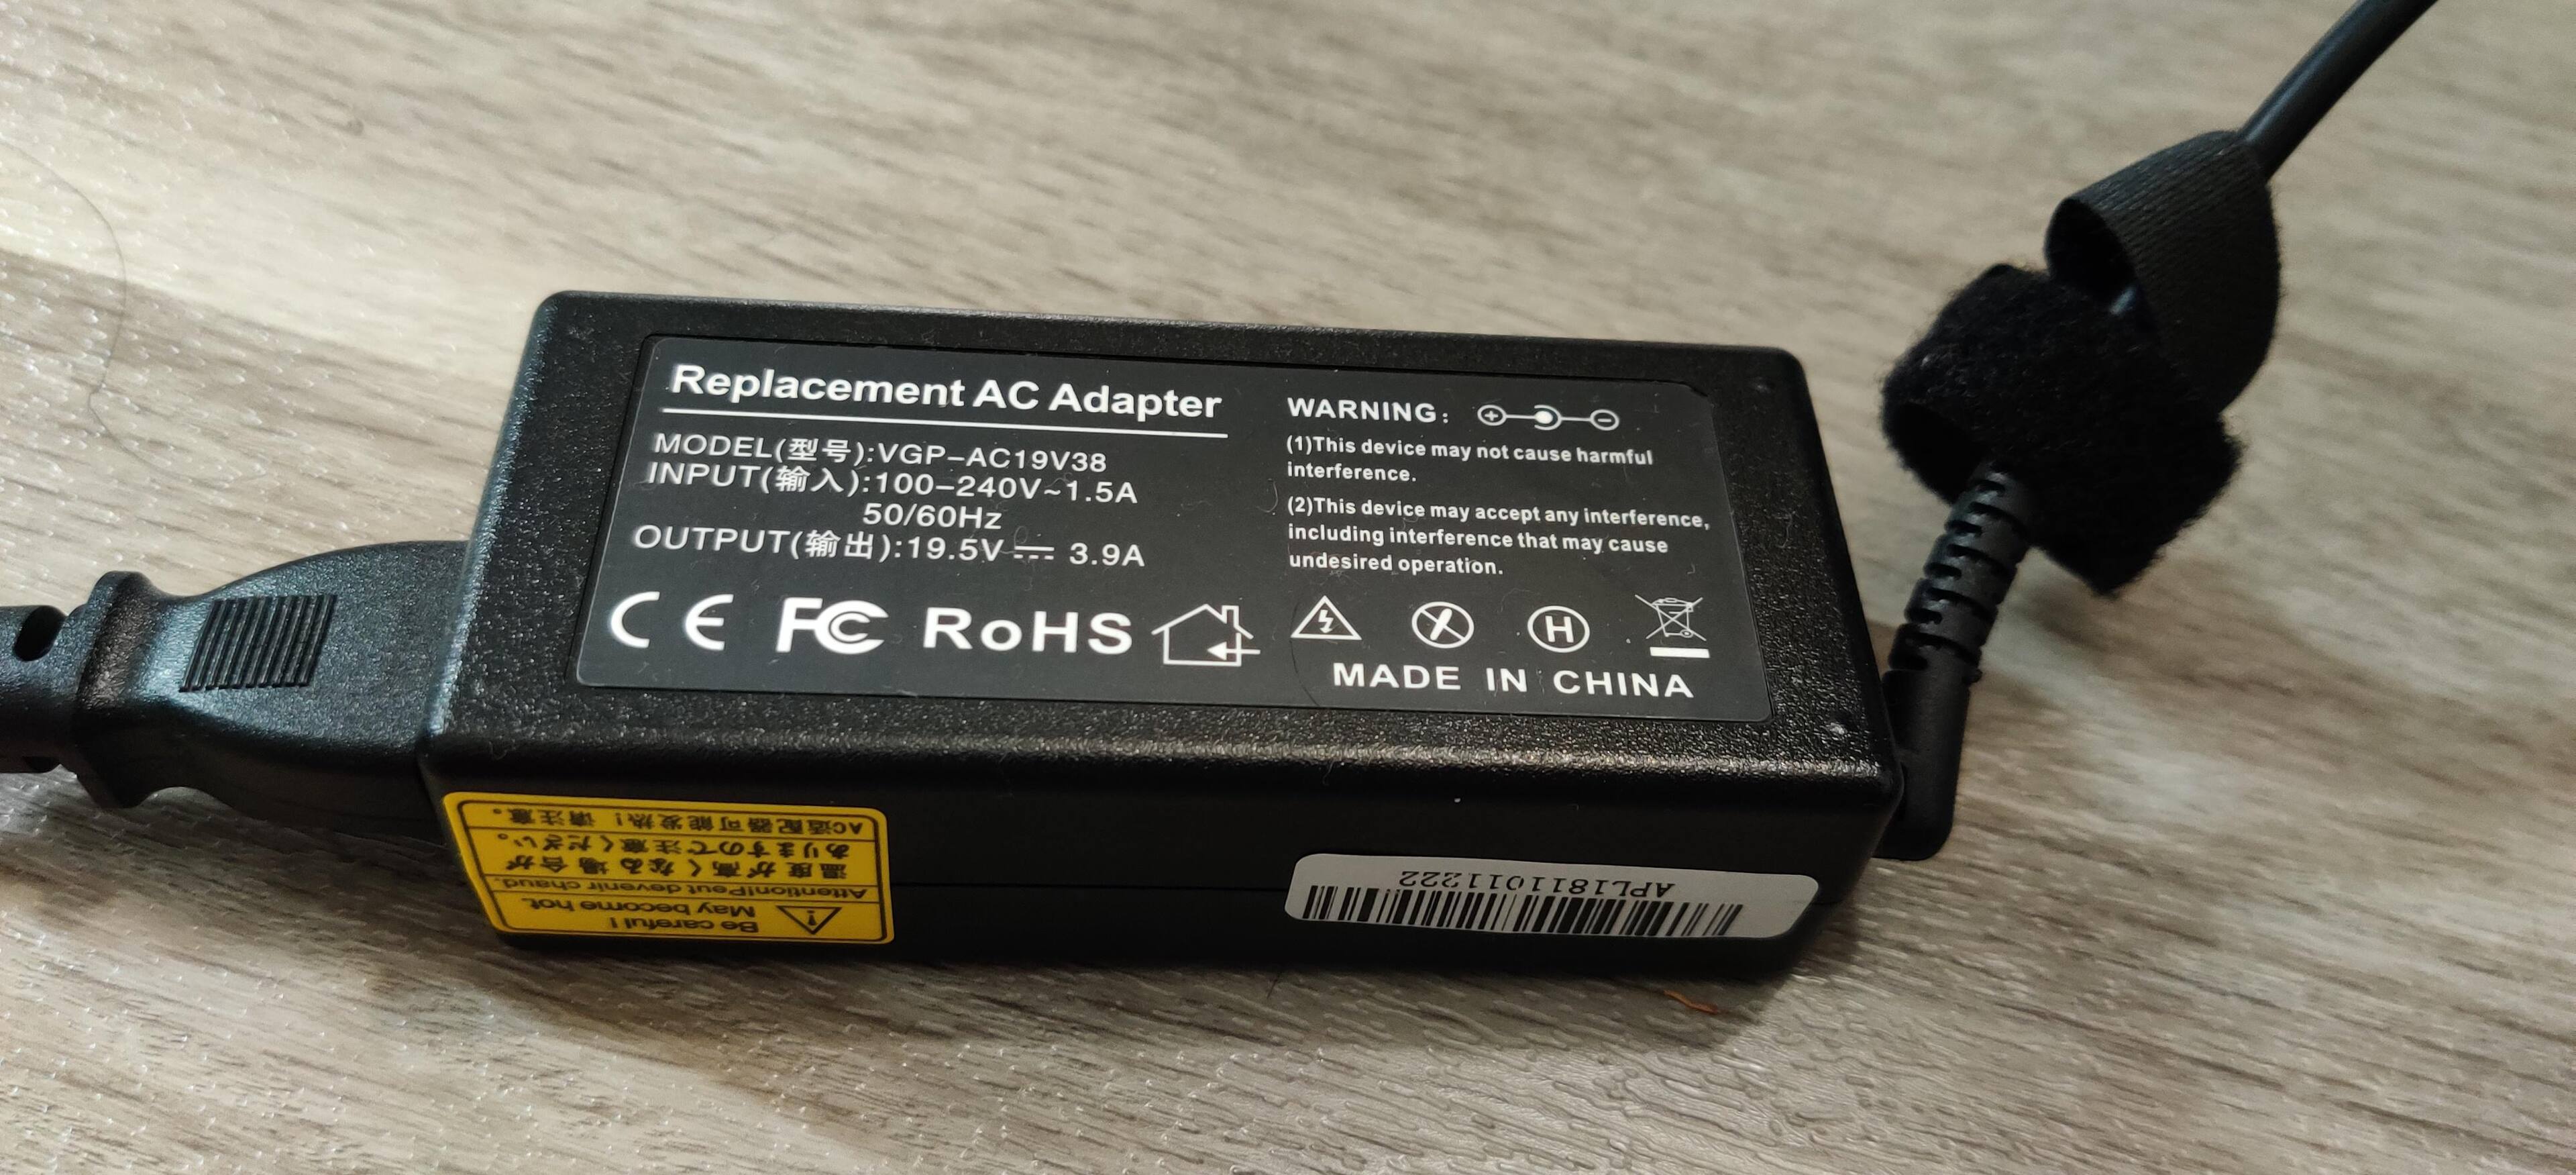 Replacement AC Adapter
MODEL(型号):VGP-AC19V38
INPUT(输入):100-240V~1.5A
50/60Hz
OUTPUT(输出):19.5V⎓3.9A
CE FC RoHS
WARNING:
(1)This device may not cause harmful
interference.
(2)This device may accept any interference,
including interference that may cause
undesired operation.
H
MADE IN CHINA
Be careful!
May become hot.
Attention!Peut devenir chaud.
温度が高くなる場合が
ありますので注意ください。
AC适配器可能发热!请注意。
APL1811011222